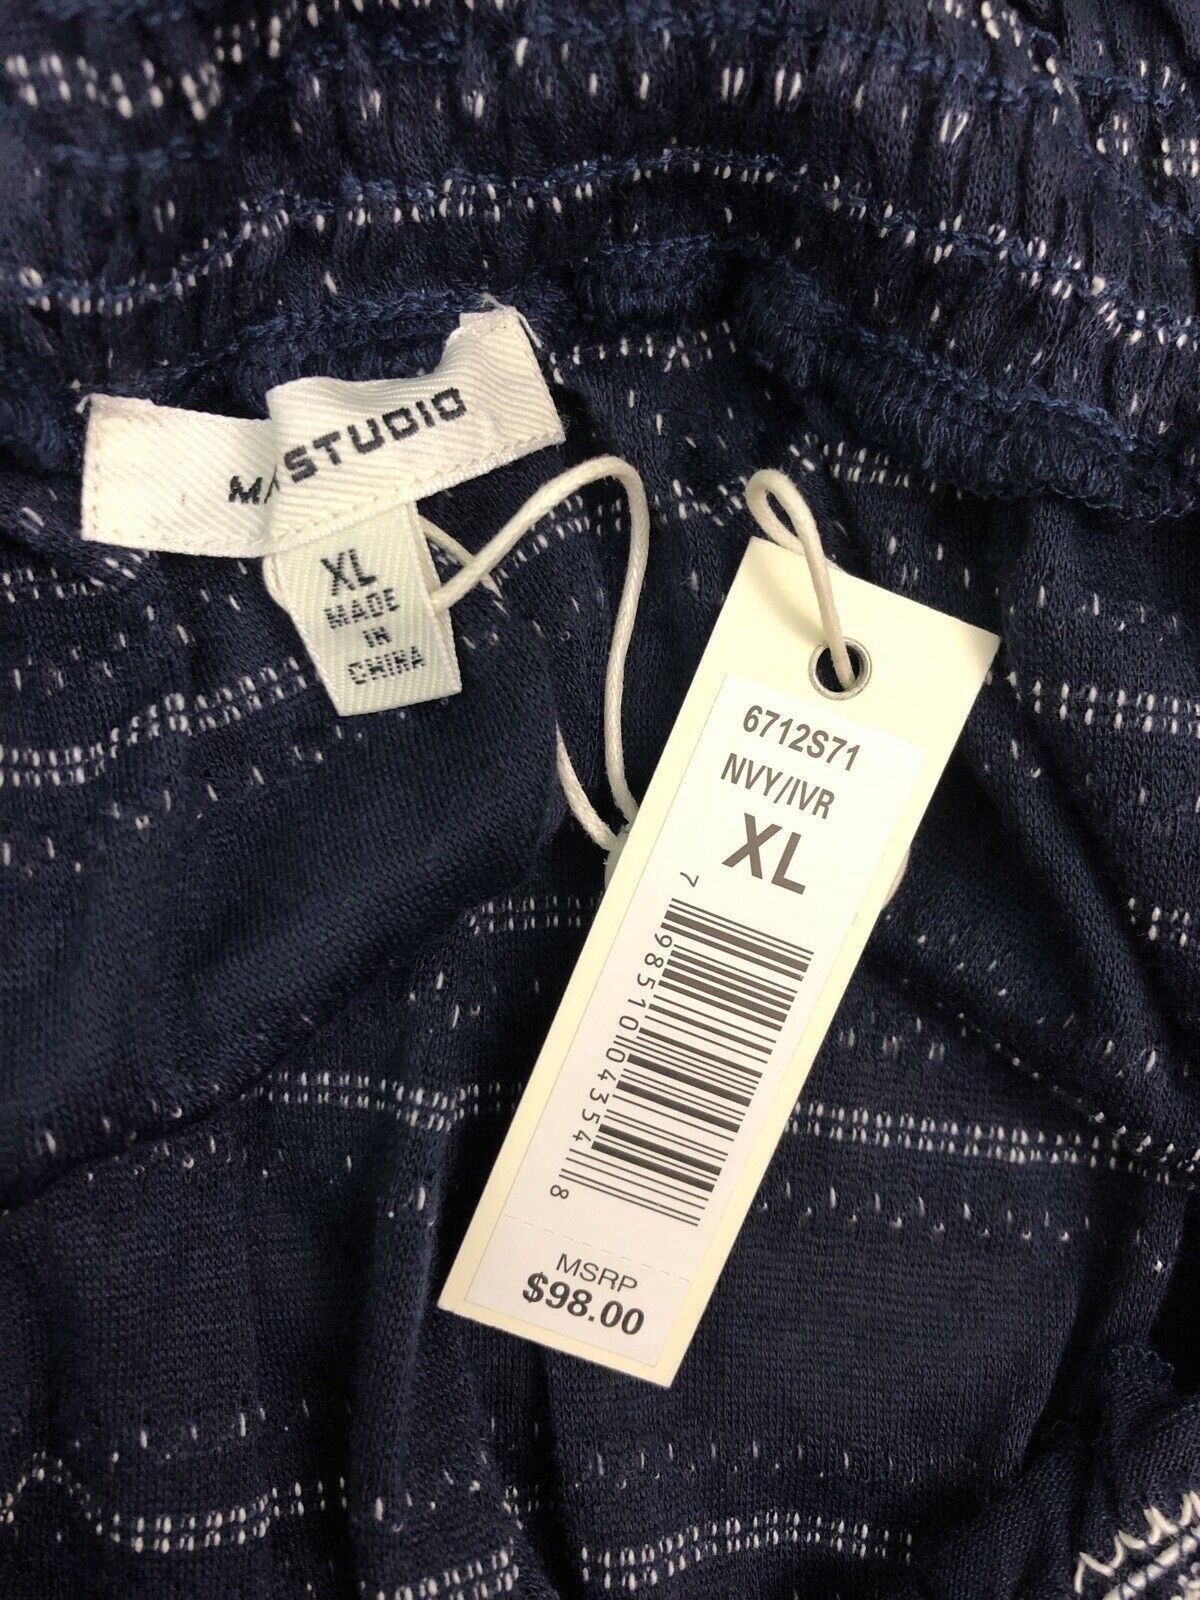 STUDIO
XL
MADE
IN
CHINA
6712S71
NVY/IVR
XL
7 98510 04354 8
MSRP
$98.00